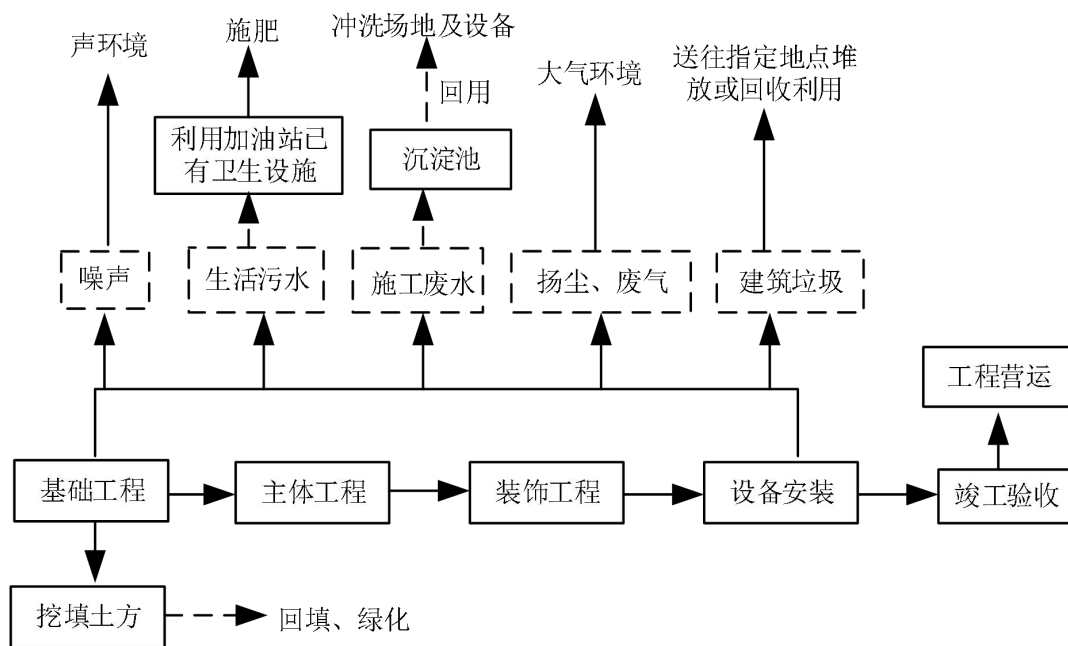 声环境
施肥
冲洗场地及设备
大气环境
送往指定地点堆
放或回收利用
回用
利用加油站已
有卫生设施
沉淀池
噪声
生活污水
施工废水
扬尘、废气
建筑垃圾
工程营运
基础工程
主体工程
装饰工程
设备安装
竣工验收
挖填土方
回填、绿化